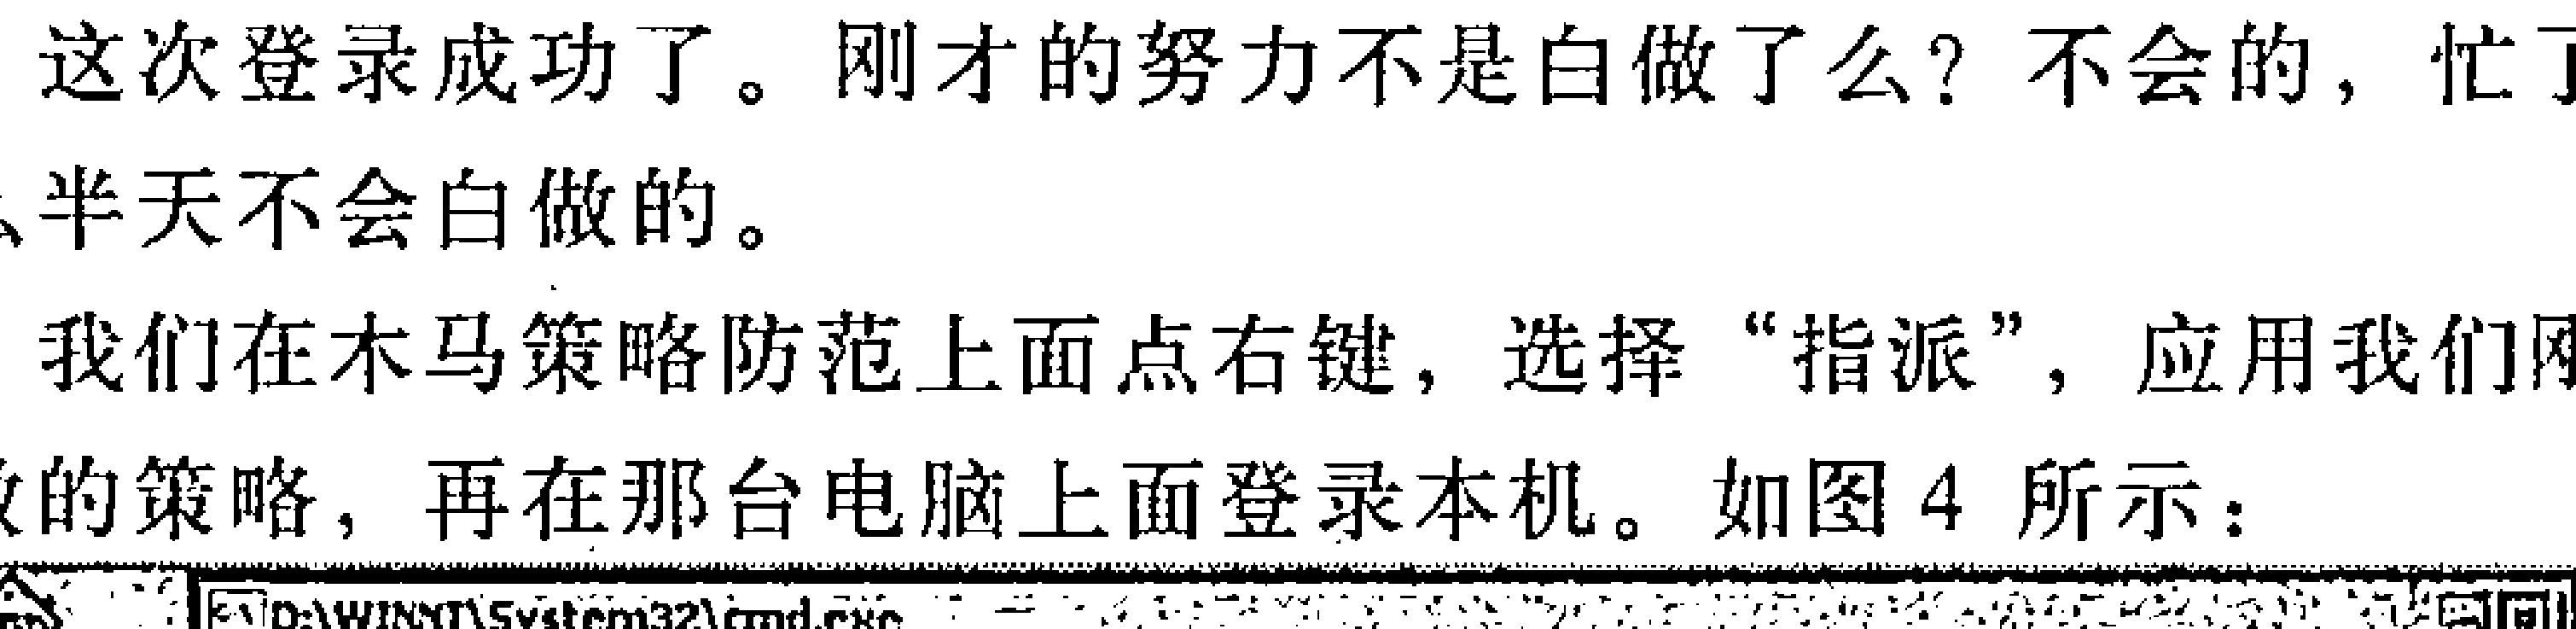 这次登录成功了。刚才的努力不是白做了么？不会的，忙了
半天不会白做的。
我们在木马策略防范上面点右键，选择“指派”，应用我们刚
的策略，再在那台电脑上面登录本机。如图 4 所示：
D:\WINNT\System32\cmd.exe